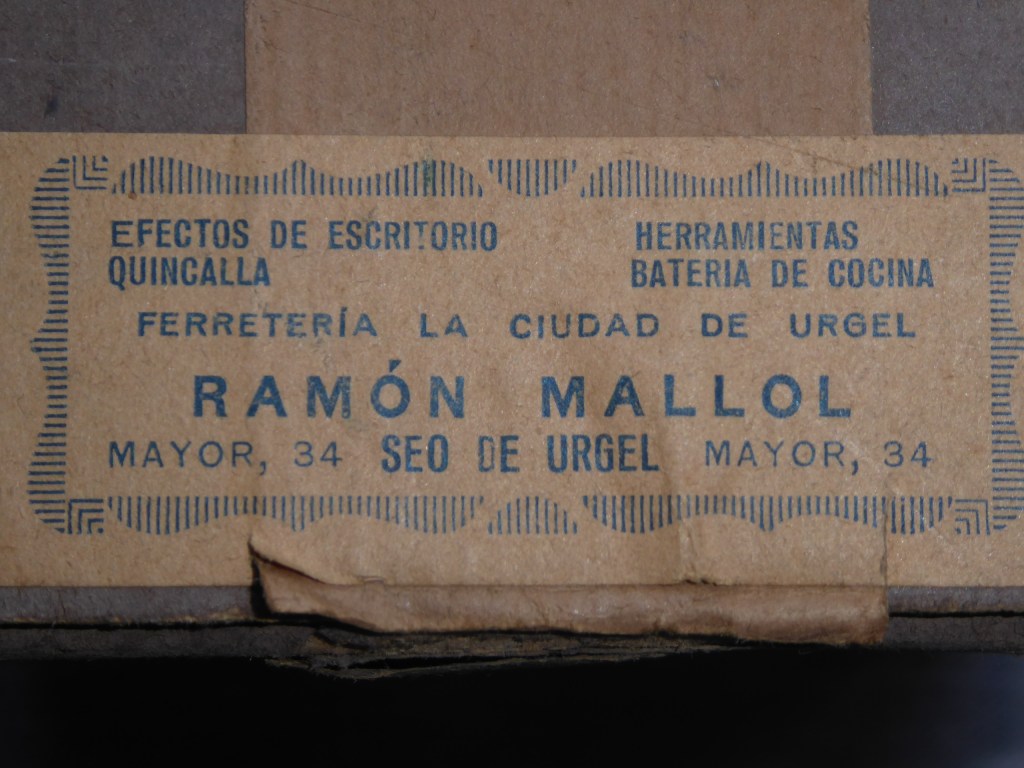 EFECTOS DE ESCRITORIO HERRAMIENTAS
QUINCALLA BATERIA DE COCINA
FERRETERÍA LA CIUDAD DE URGEL
RAMÓN MALLOL
MAYOR, 34 SEO DE URGEL MAYOR, 34